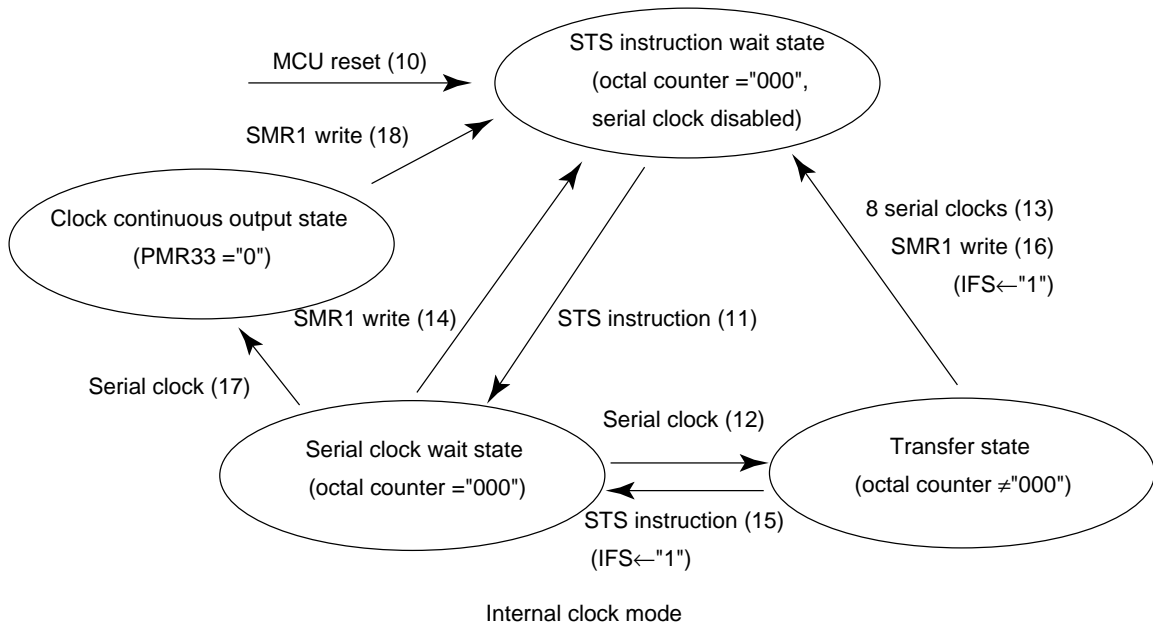 STS instruction wait state
(octal counter ="000",
serial clock disabled)
MCU reset (10)
SMR1 write (18)
Clock continuous output state
(PMR33 ="0")
8 serial clocks (13)
SMR1 write (16)
(IFS←"1")
SMR1 write (14)
STS instruction (11)
Serial clock (17)
Serial clock wait state
(octal counter ="000")
Serial clock (12)
Transfer state
(octal counter ≠"000")
STS instruction (15)
(IFS←"1")
Internal clock mode